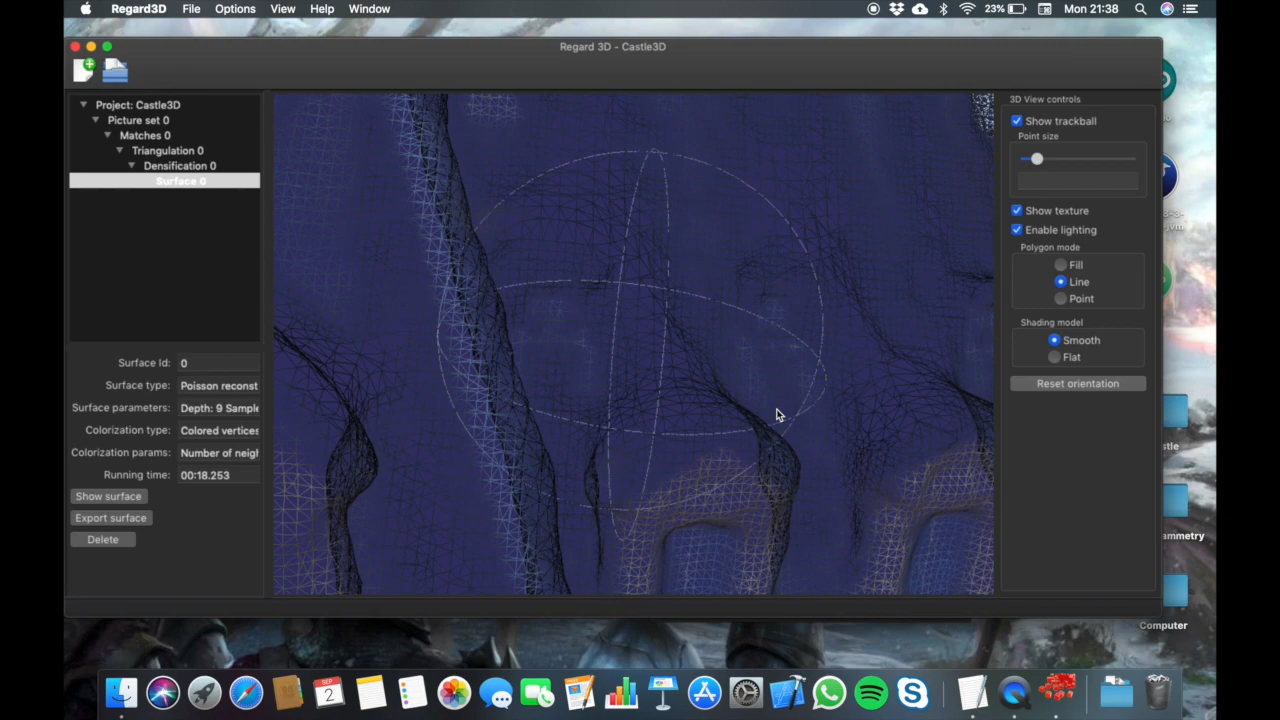 Regard3D File Options View Help Window 23% Mon 21:38
Regard 3D - Castle3D
Project: Castle3D
Picture set 0
Matches 0
Triangulation 0
Densification 0
Surface 0
Surface Id: 0
Surface type: Poisson reconst
Surface parameters: Depth: 9 Sample
Colorization type: Colored vertices
Colorization params: Number of neigh
Running time: 00:18.253
Show surface
Export surface
Delete
3D View controls
Show trackball
Point size
Show texture
Enable lighting
Polygon mode
Fill
Line
Point
Shading model
Smooth
Flat
Reset orientation
stle
ammetry
Computer
SEP
2